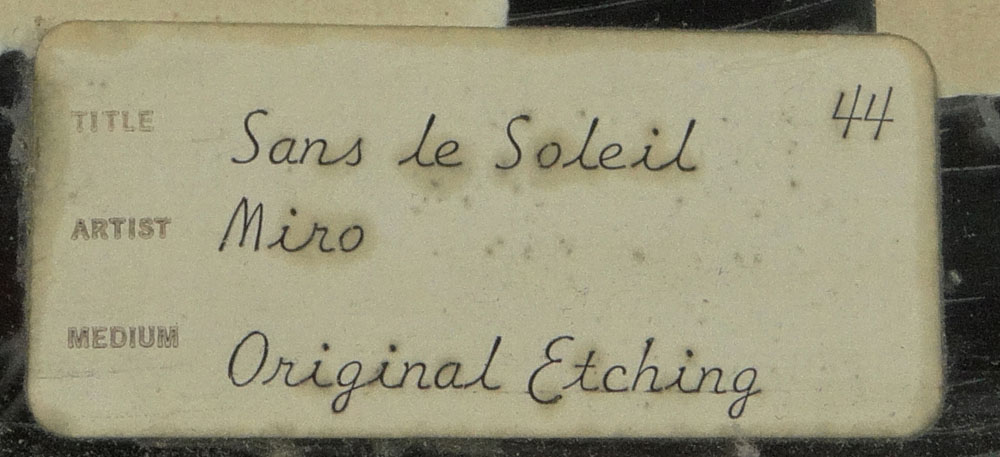 44
TITLE Sans le Soleil
ARTIST Miro
MEDIUM Original Etching